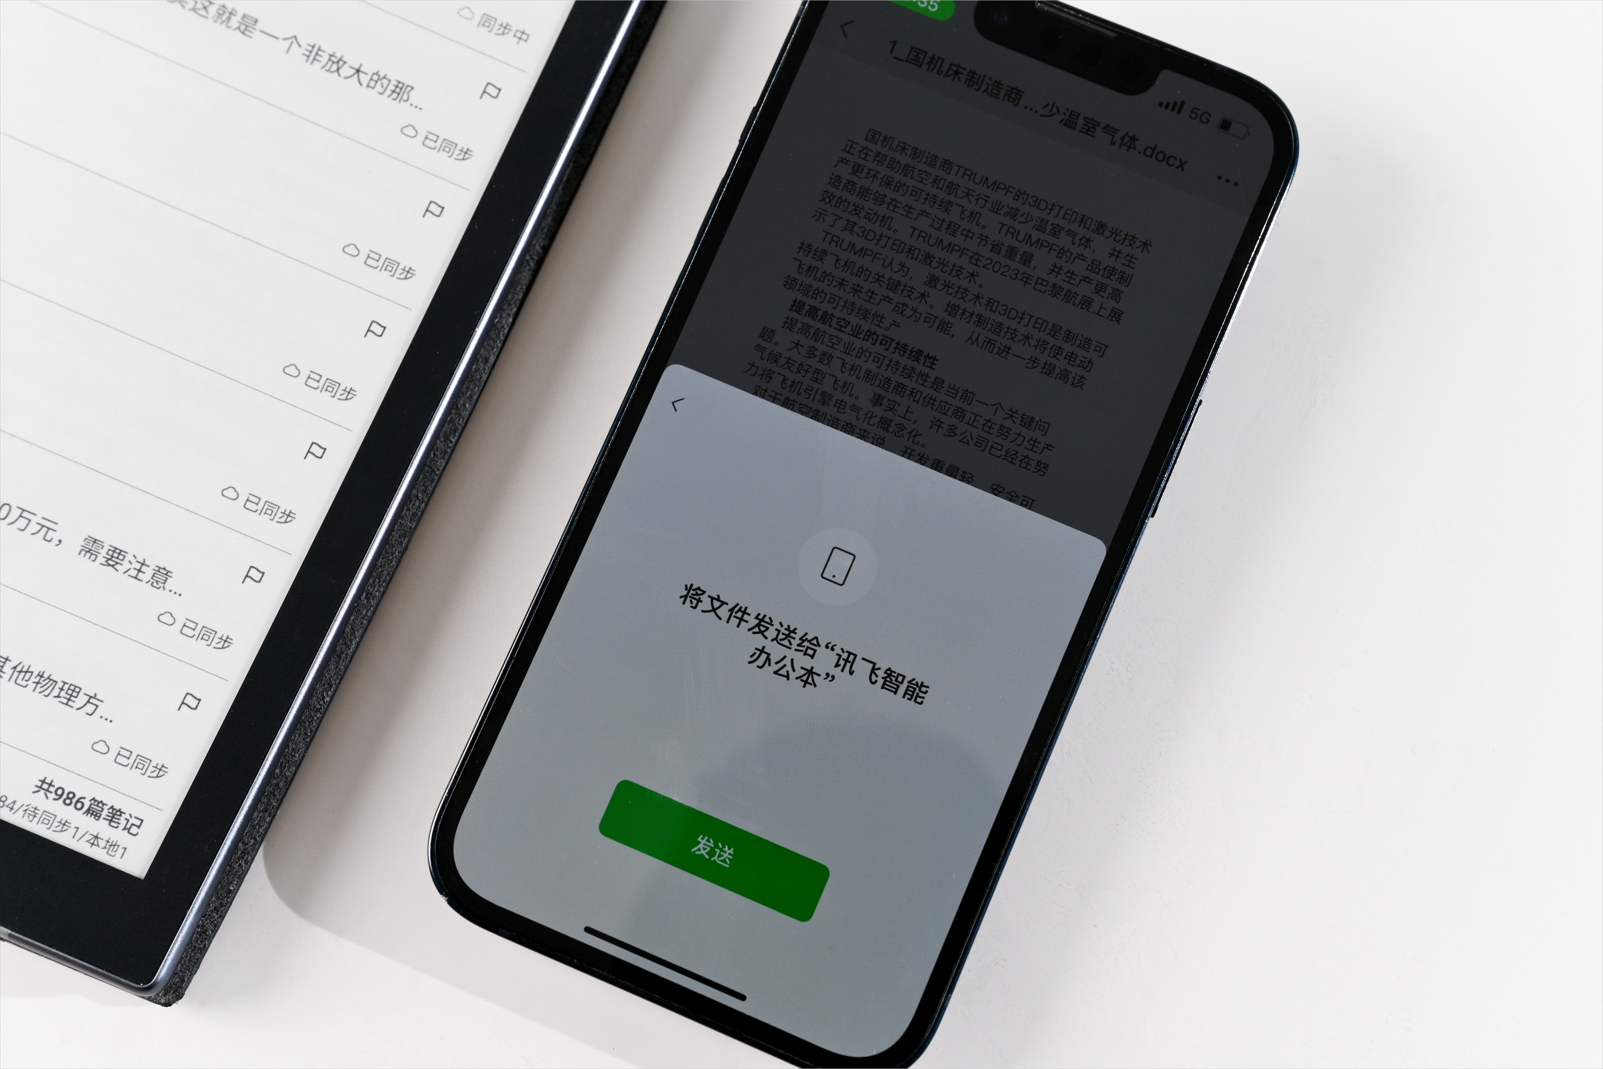 同步中
这就是一个非放大的那...
已同步
已同步
已同步
已同步
0万元，需要注意...
已同步
其他物理方...
已同步
共986篇笔记
84/待同步1/本地1
:35
5G
1_国机床制造商...少温室气体.docx
国机床制造商TRUMPF的3D打印和激光技术
正在帮助航空和航天行业减少温室气体，并生
产更环保的可持续飞机。TRUMPF的产品使制
造商能够在生产过程中节省重量，并生产更高
效的发动机。TRUMPF在2023年巴黎航展上展
示了其3D打印和激光技术。
TRUMPF认为，激光技术和3D打印是制造可
持续飞机的关键技术。增材制造技术将使电动
飞机的未来生产成为可能，从而进一步提高该
领域的可持续性。
提高航空业的可持续性
提高航空业的可持续性是当前一个关键问
题。大多数飞机制造商和供应商正在努力生产
气候友好型飞机。事实上，许多公司已经在努
力将飞机引擎电气化概念化。
对于航空制造商来说，开发重量轻、安全可
将文件发送给“讯飞智能
办公本”
发送